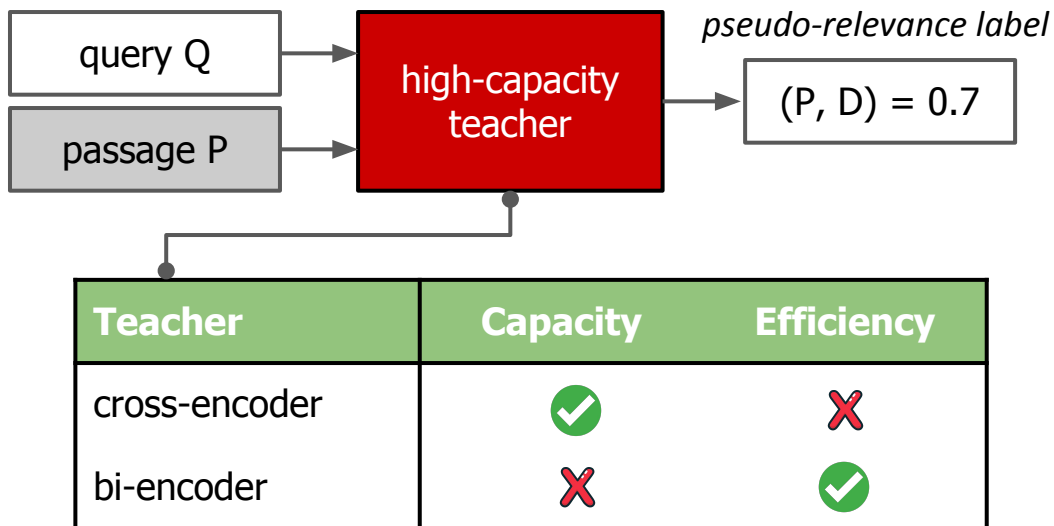 pseudo-relevance label
query Q
passage P
high-capacity
teacher
(P, D) = 0.7
Teacher Capacity Efficiency
cross-encoder
bi-encoder